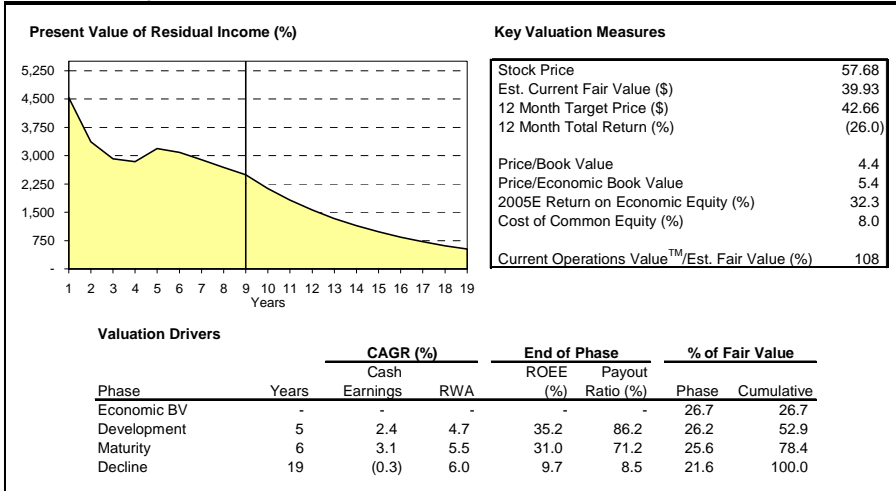 Present Value of Residual Income (%)
5,250
4,500
3,750
3,000
2,250
1,500
750
-
1 2 3 4 5 6 7 8 9 10 11 12 13 14 15 16 17 18 19
Years
Key Valuation Measures
Stock Price 57.68
Est. Current Fair Value ($) 39.93
12 Month Target Price ($) 42.66
12 Month Total Return (%) (26.0)
Price/Book Value 4.4
Price/Economic Book Value 5.4
2005E Return on Economic Equity (%) 32.3
Cost of Common Equity (%) 8.0
Current Operations Value™/Est. Fair Value (%) 108
Valuation Drivers
CAGR (%) End of Phase % of Fair Value
Cash ROEE Payout
Phase Years Earnings RWA (%) Ratio (%) Phase Cumulative
Economic BV - - - - - 26.7 26.7
Development 5 2.4 4.7 35.2 86.2 26.2 52.9
Maturity 6 3.1 5.5 31.0 71.2 25.6 78.4
Decline 19 (0.3) 6.0 9.7 8.5 21.6 100.0